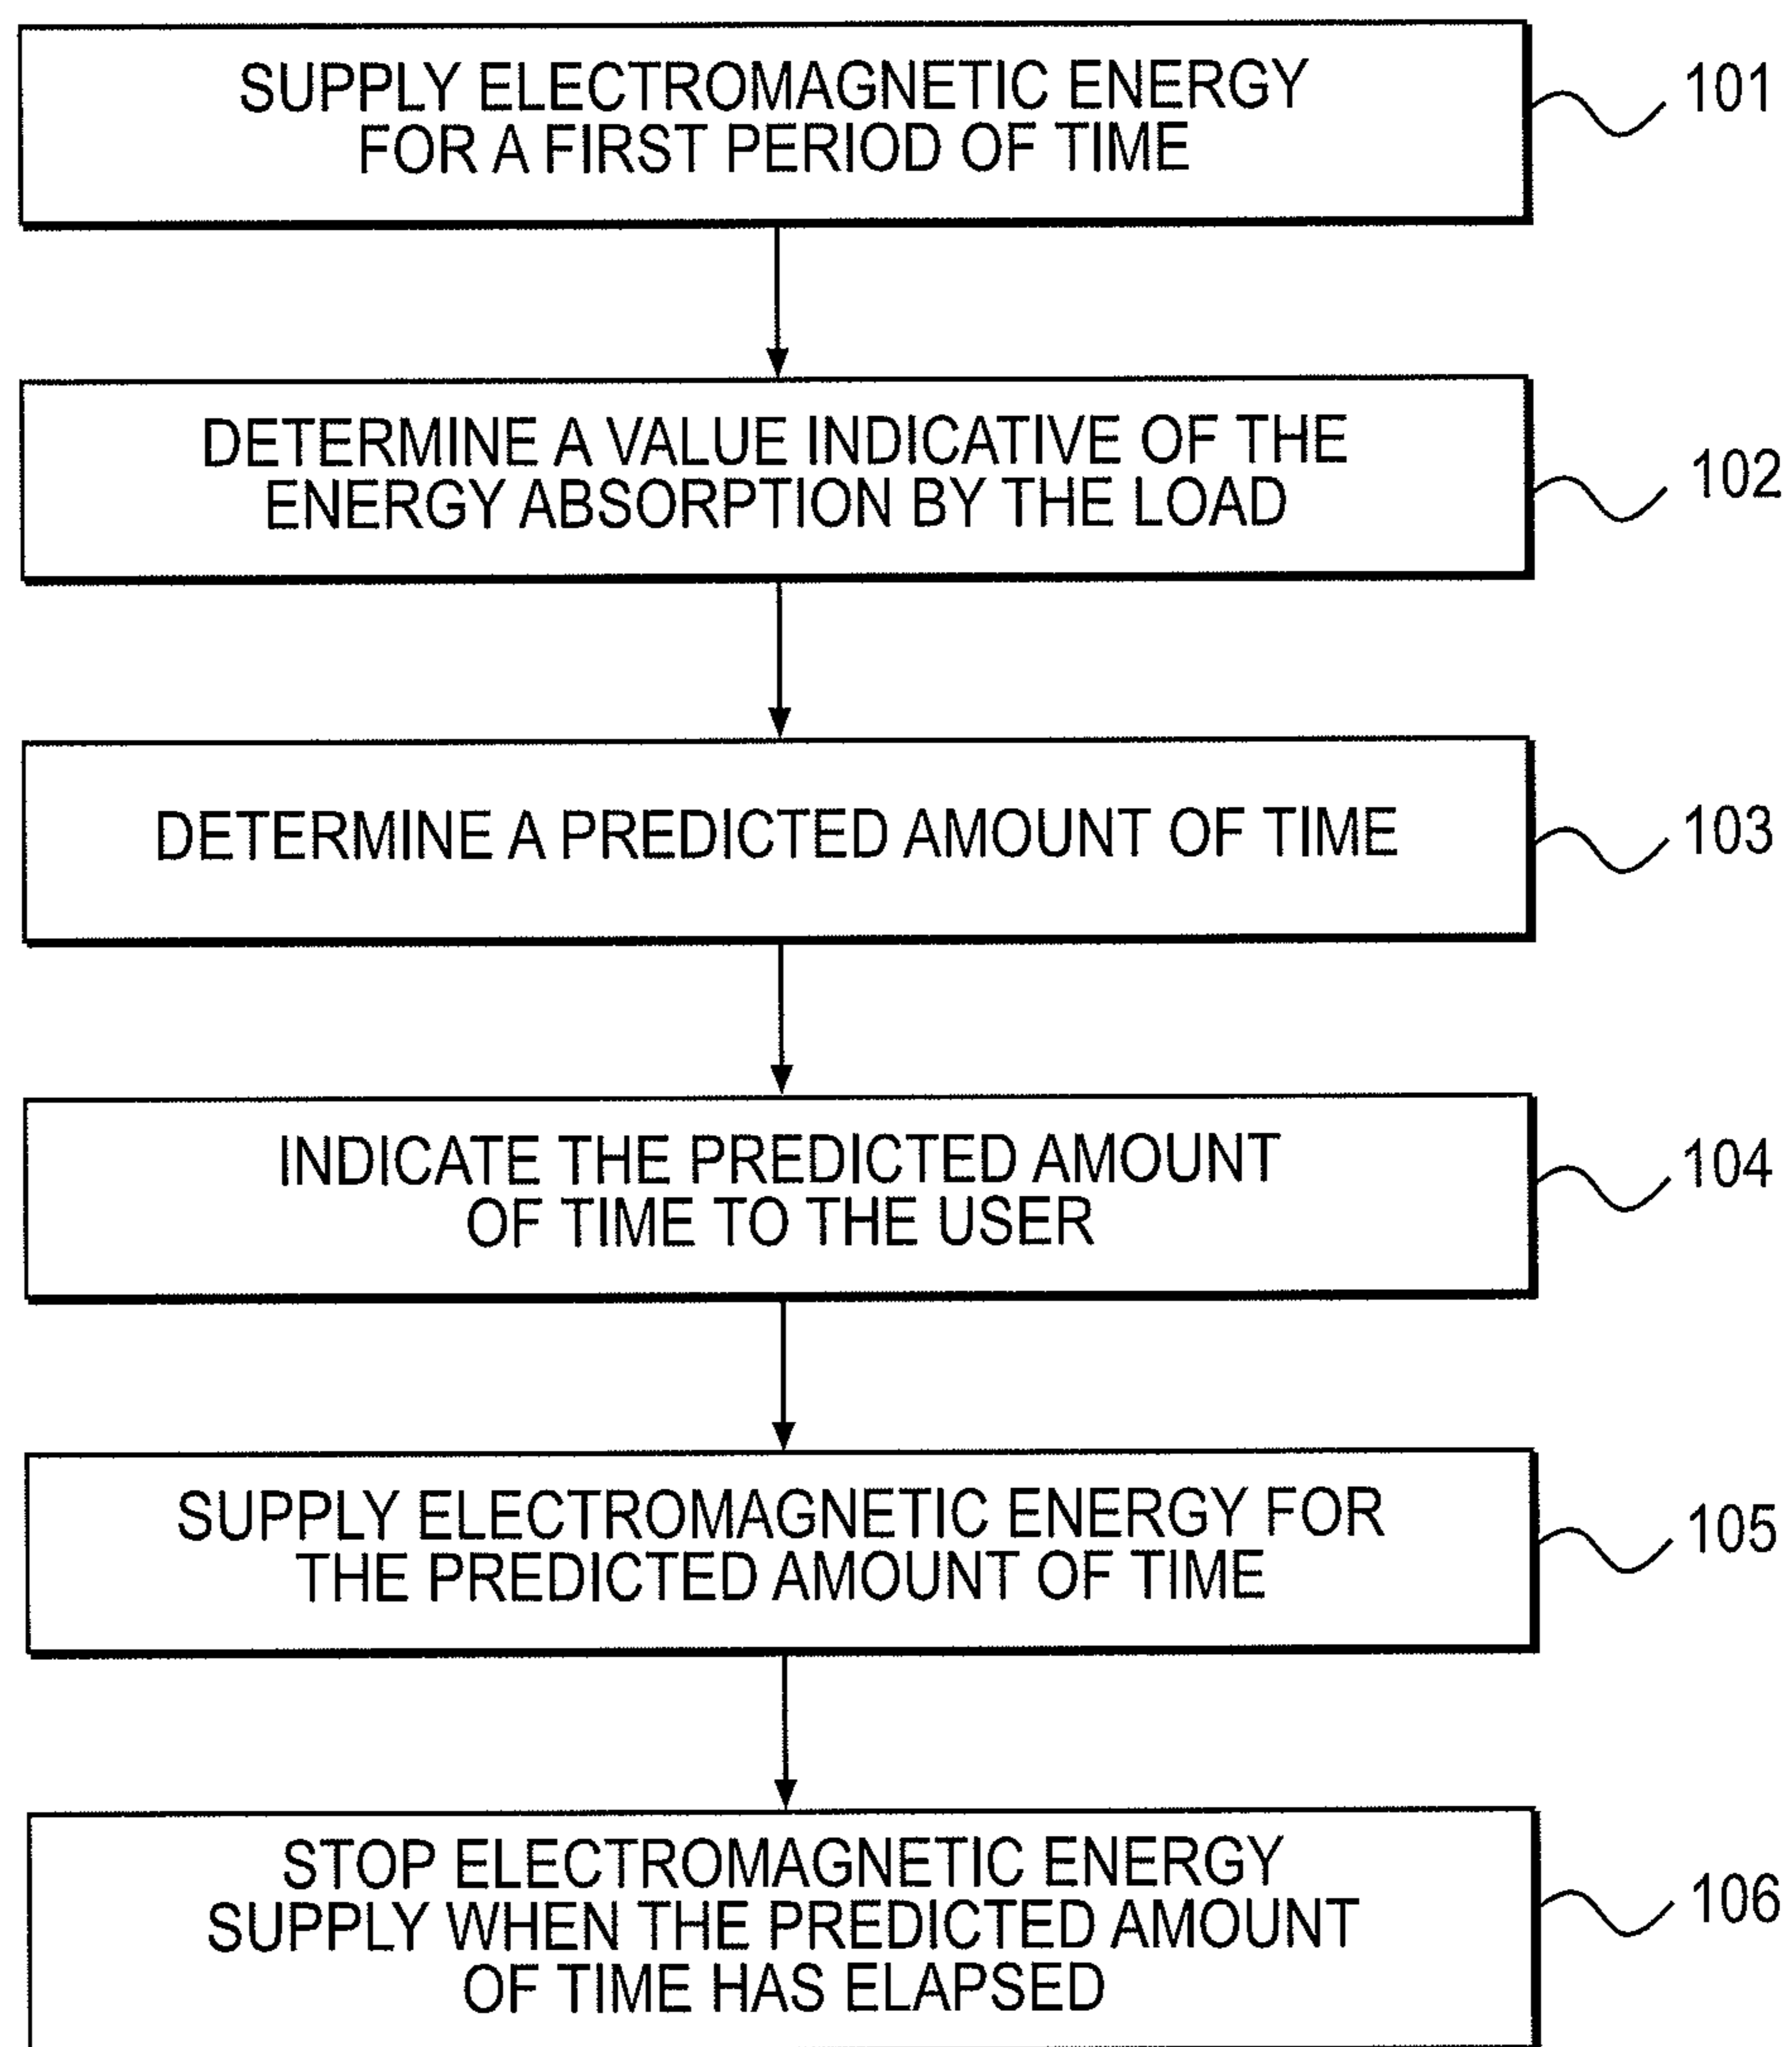 SUPPLY ELECTROMAGNETIC ENERGY
FOR A FIRST PERIOD OF TIME
101
DETERMINE A VALUE INDICATIVE OF THE
ENERGY ABSORPTION BY THE LOAD
102
DETERMINE A PREDICTED AMOUNT OF TIME
103
INDICATE THE PREDICTED AMOUNT
OF TIME TO THE USER
104
SUPPLY ELECTROMAGNETIC ENERGY FOR
THE PREDICTED AMOUNT OF TIME
105
STOP ELECTROMAGNETIC ENERGY
SUPPLY WHEN THE PREDICTED AMOUNT
OF TIME HAS ELAPSED
106